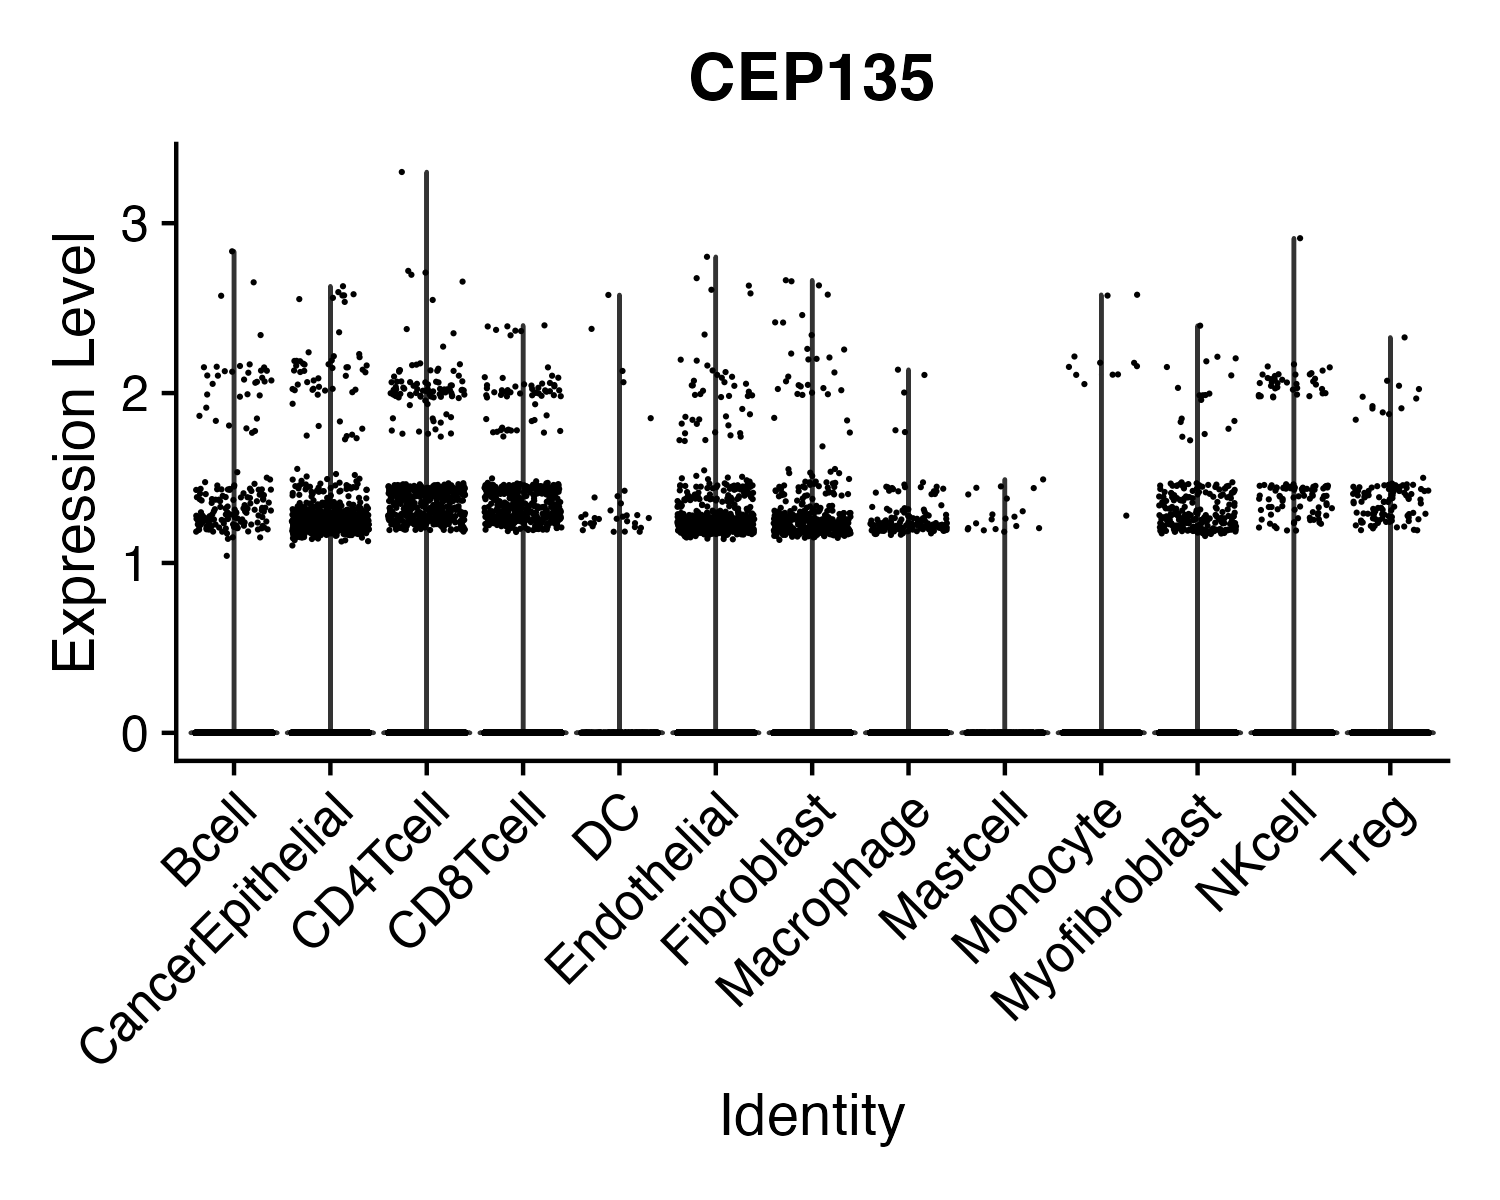 CEP135
Expression Level
3
2
1
0
Bcell
CancerEpithelial
CD4Tcell
CD8Tcell
DC
Endothelial
Fibroblast
Macrophage
Mastcell
Monocyte
Myofibroblast
NKcell
Treg
Identity